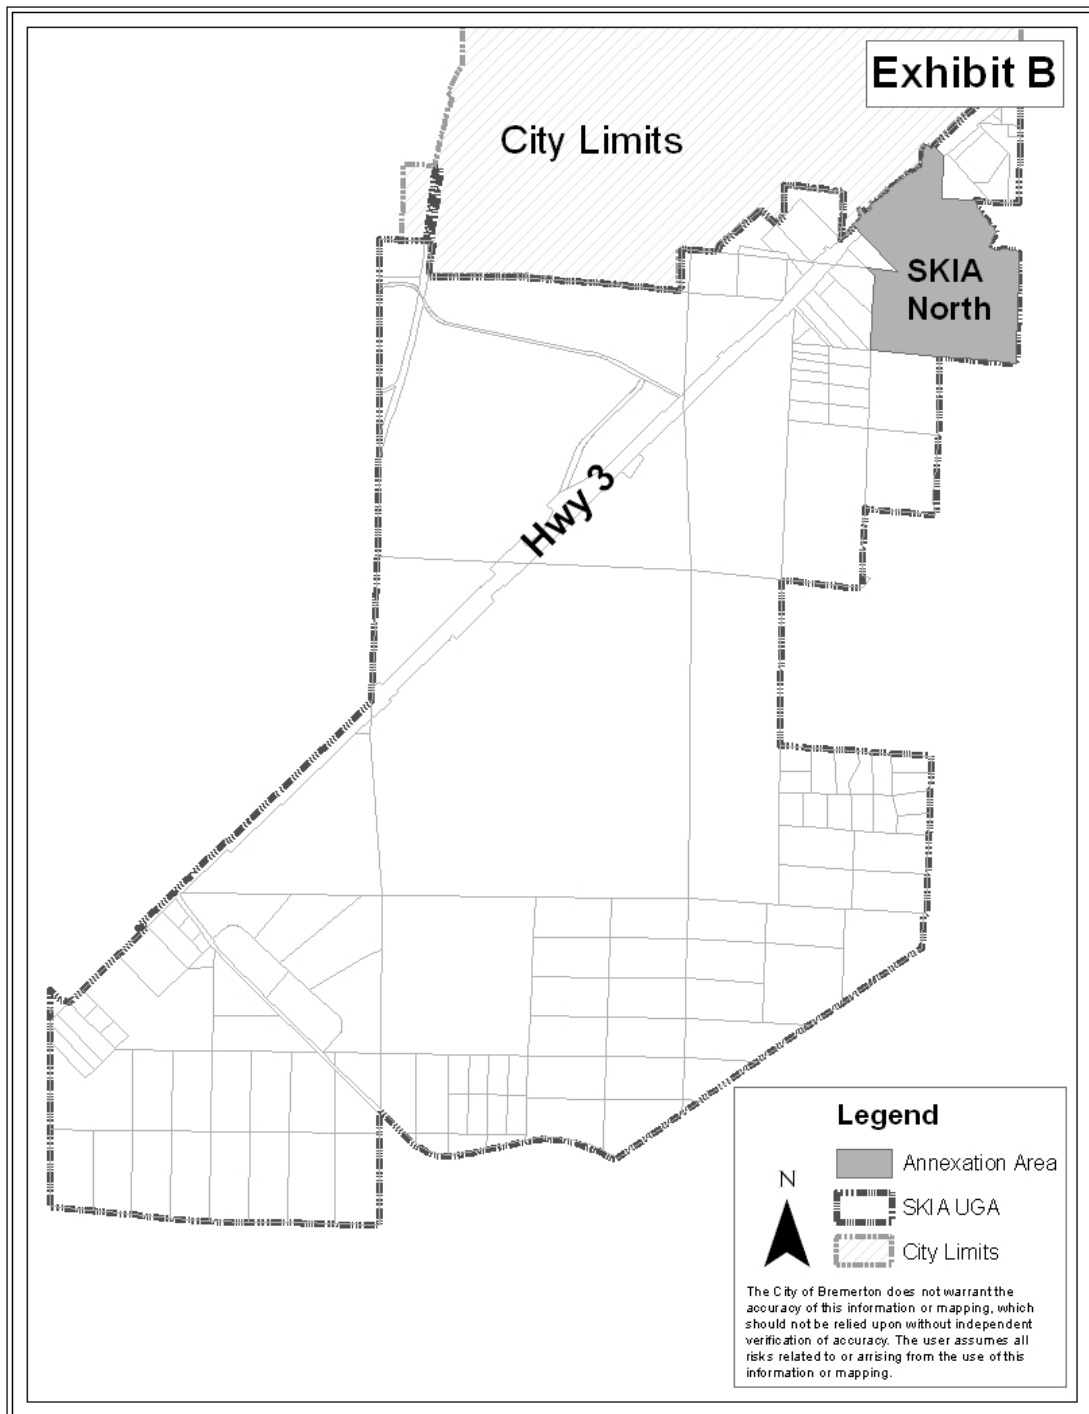 Exhibit B
City Limits
SKIA
North
Hwy 3
Legend
Annexation Area
SKIA UGA
City Limits
N
The City of Bremerton does not warrant the
accuracy of this information or mapping, which
should not be relied upon without independent
verification of accuracy. The user assumes all
risks related to or arrising from the use of this
information or mapping.